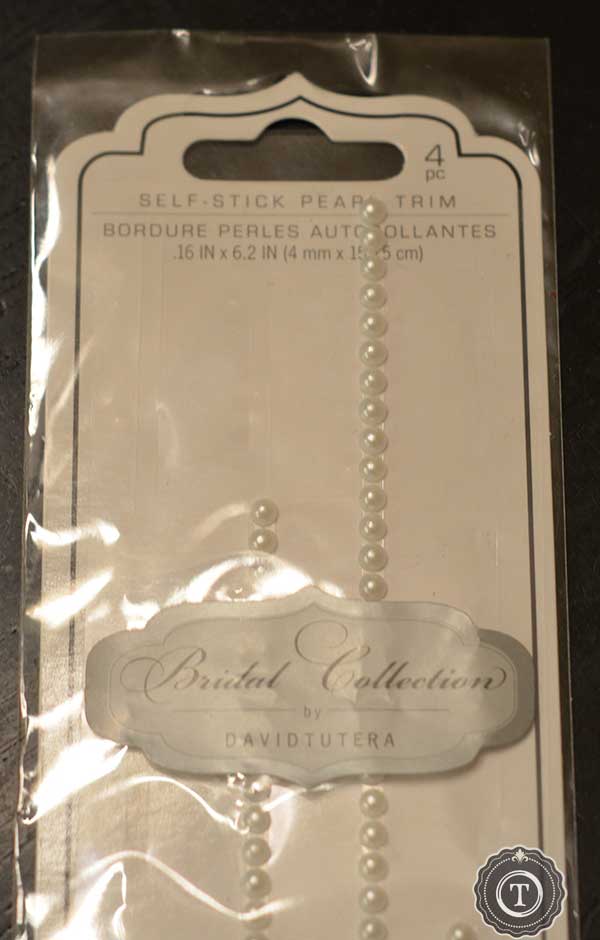 4
pc
SELF-STICK PEARL TRIM
BORDURE PERLES AUTOCOLLANTES
.16 IN x 6.2 IN (4 mm x 15.5 cm)
Bridal Collection
by
DAVIDTUTERA
T